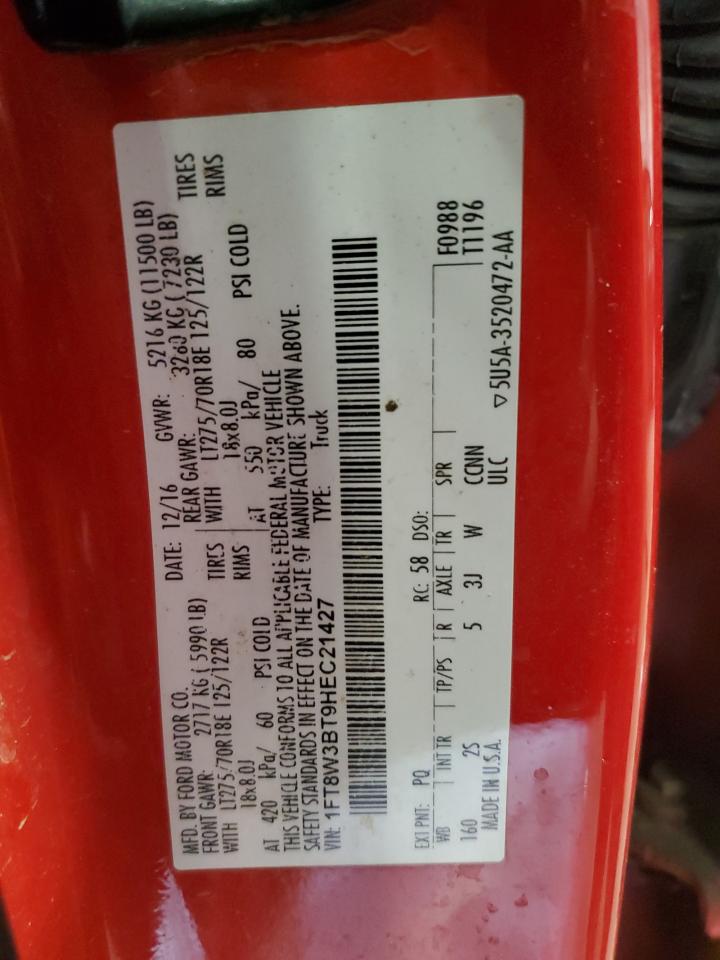 MFD. BY FORD MOTOR CO.
DATE: 12/16 GVWR: 5216 KG (11500 LB)
FRONT GAWR: 2717 KG ( 5990 LB) REAR GAWR: 3280 KG ( 7230 LB)
WITH LT275/70R18E 125/122R TIRES WITH LT275/70R18E 125/122R TIRES
18x8.0J RIMS 18x8.0J RIMS
AT 420 kPa/ 60 PSI COLD AT 550 kPa/ 80 PSI COLD
THIS VEHICLE CONFORMS TO ALL APPLICABLE FEDERAL MOTOR VEHICLE
SAFETY STANDARDS IN EFFECT ON THE DATE OF MANUFACTURE SHOWN ABOVE.
VIN: 1FT8W3BT9HEC21427 TYPE: Truck
EXT PNT: PQ RC: 58 DSO: F0988
WB INT TR TP/PS R AXLE TR SPR T1196
160 2S 5 3J W CCNN
MADE IN U.S.A. ULC ▽5U5A-3520472-AA